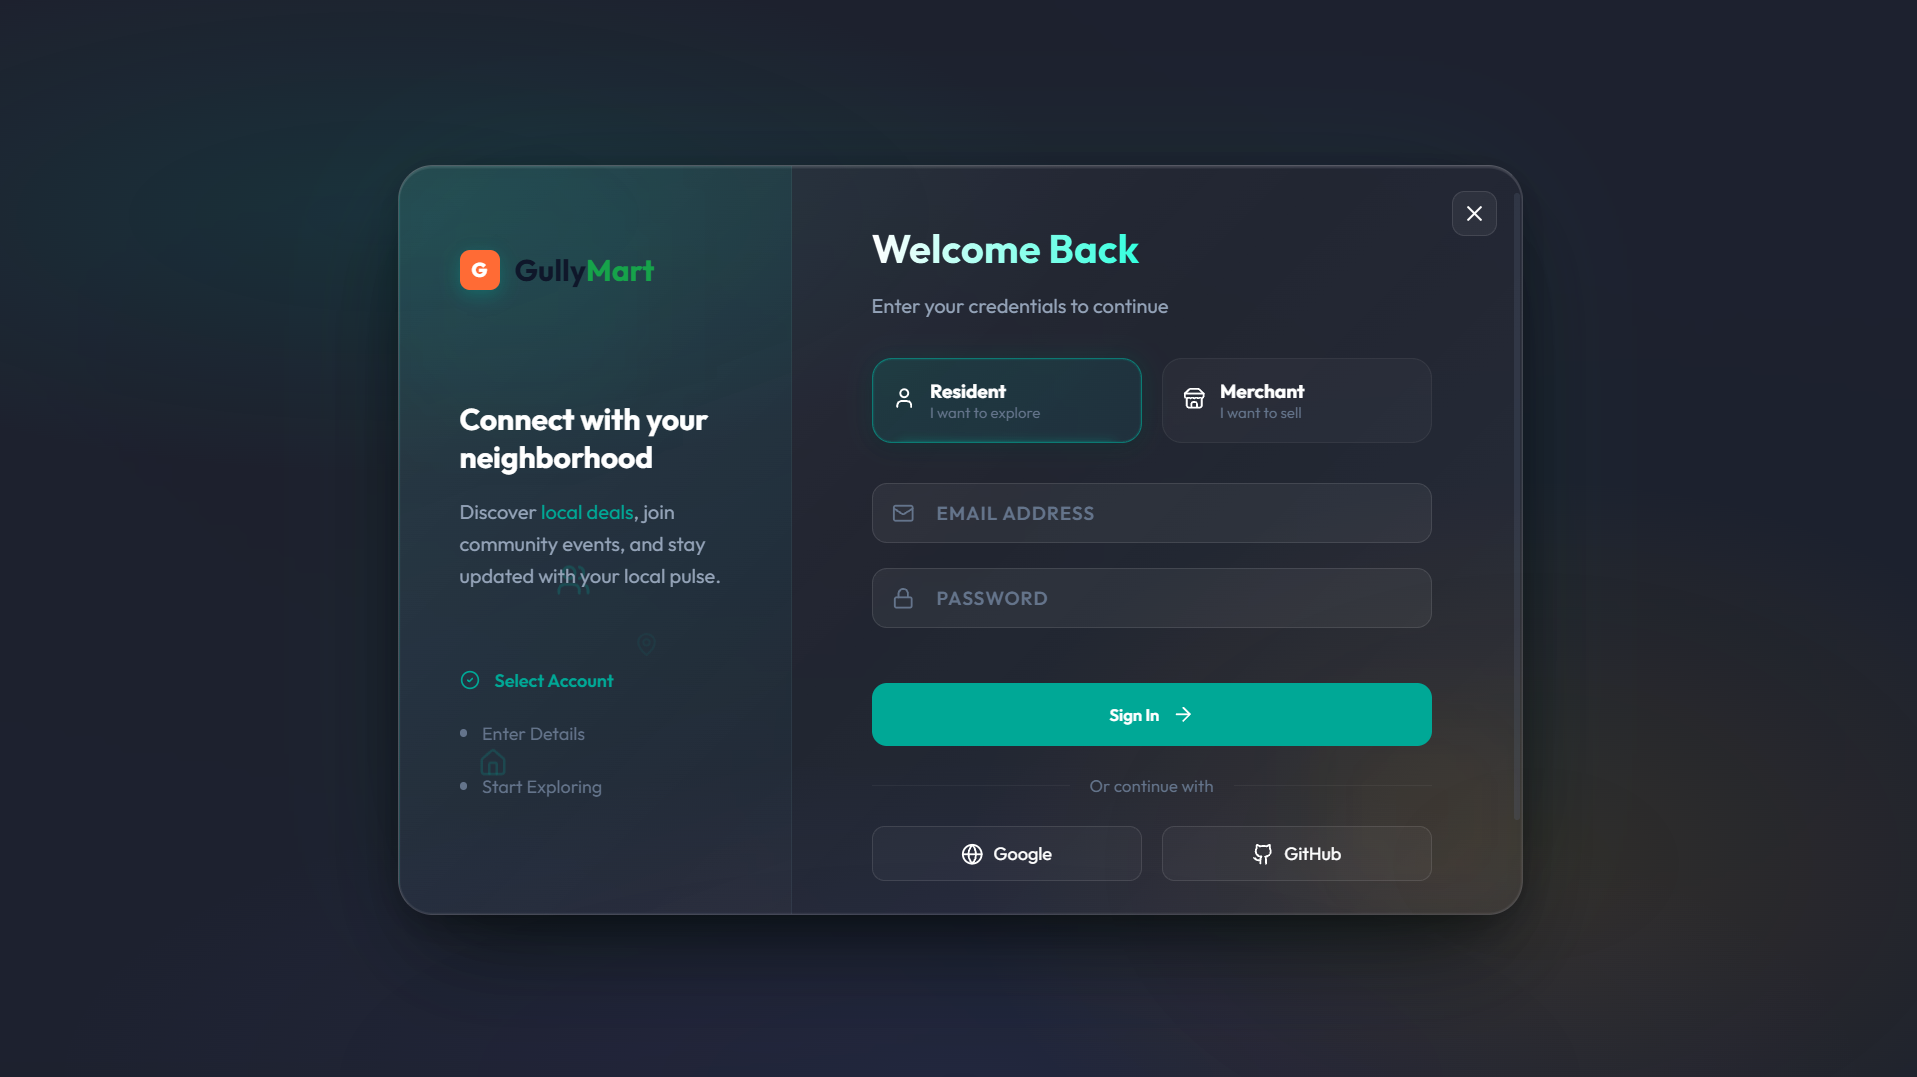 G GullyMart
Connect with your
neighborhood
Discover local deals, join
community events, and stay
updated with your local pulse.
Select Account
Enter Details
Start Exploring
Welcome Back
Enter your credentials to continue
Resident
I want to explore
Merchant
I want to sell
EMAIL ADDRESS
PASSWORD
Sign In
Or continue with
Google
GitHub